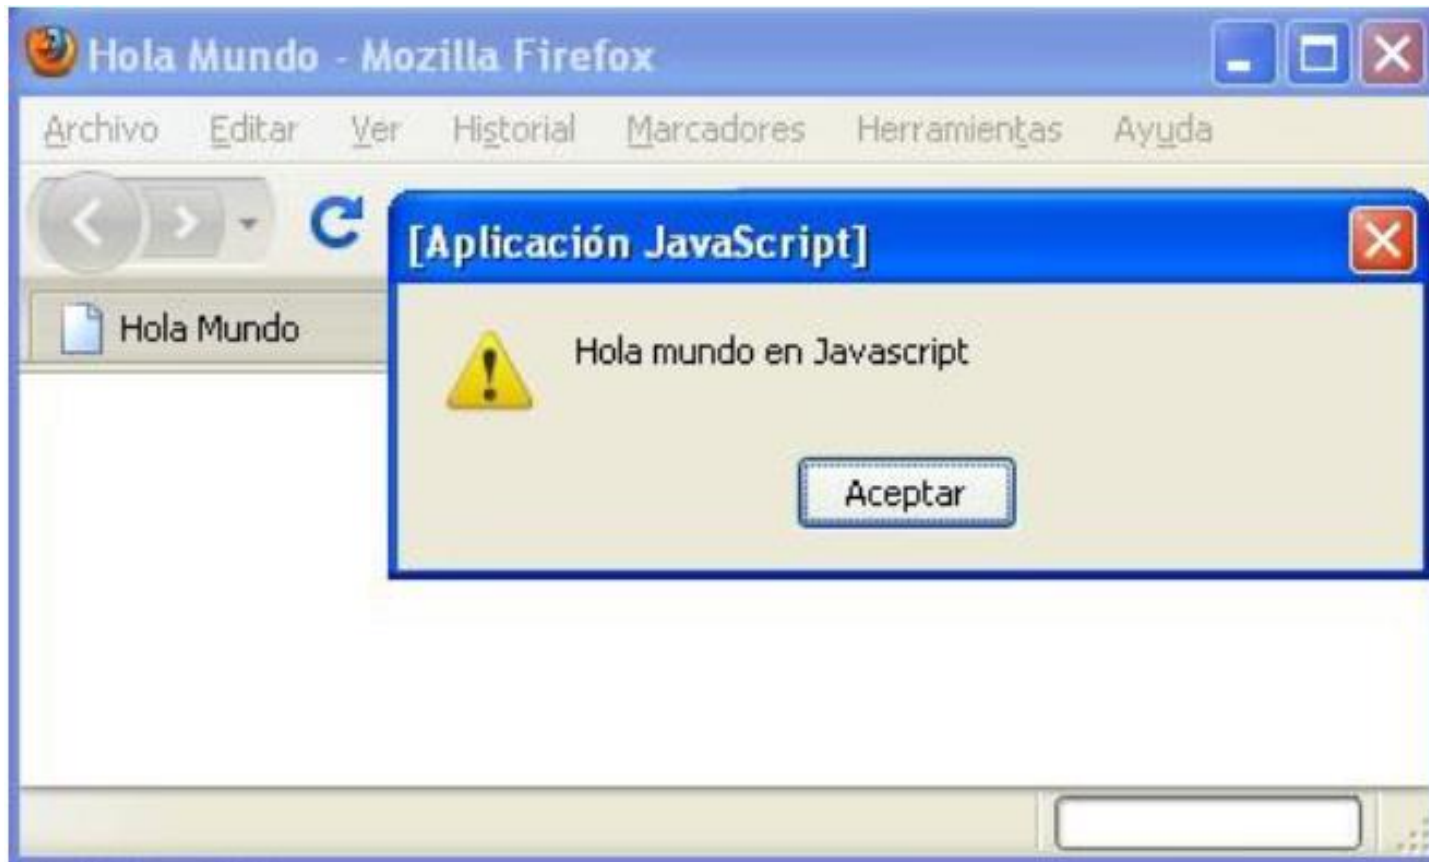 Hola Mundo - Mozilla Firefox
Archivo Editar Ver Historial Marcadores Herramientas Ayuda
[Aplicación JavaScript]
Hola Mundo
Hola mundo en Javascript
Aceptar